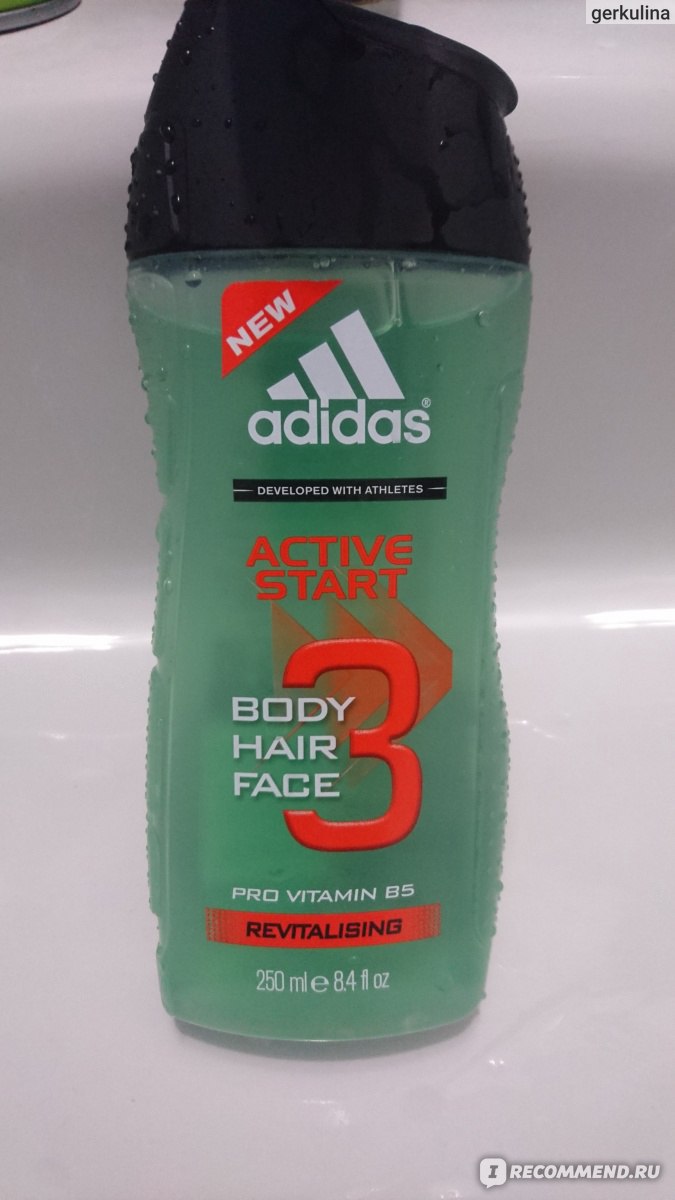 gerkulina
NEW
adidas®
DEVELOPED WITH ATHLETES
ACTIVE
START
3
BODY
HAIR
FACE
PRO VITAMIN B5
REVITALISING
250 ml e 8.4 fl oz
I RECOMMEND.RU